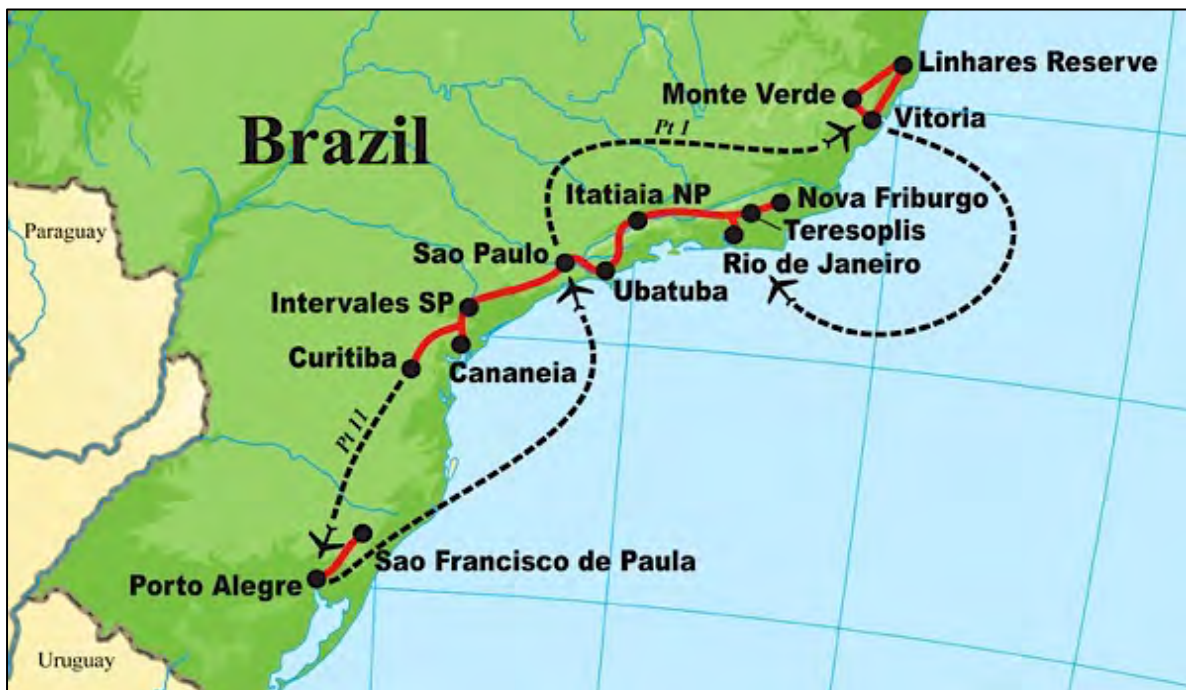 Linhares Reserve
Monte Verde
Vitoria
Pt 1
Brazil
Itatiaia NP
Nova Friburgo
Teresoplis
Paraguay
Sao Paulo
Rio de Janeiro
Ubatuba
Intervales SP
Curitiba
Cananeia
Pt 11
Sao Francisco de Paula
Porto Alegre
Uruguay